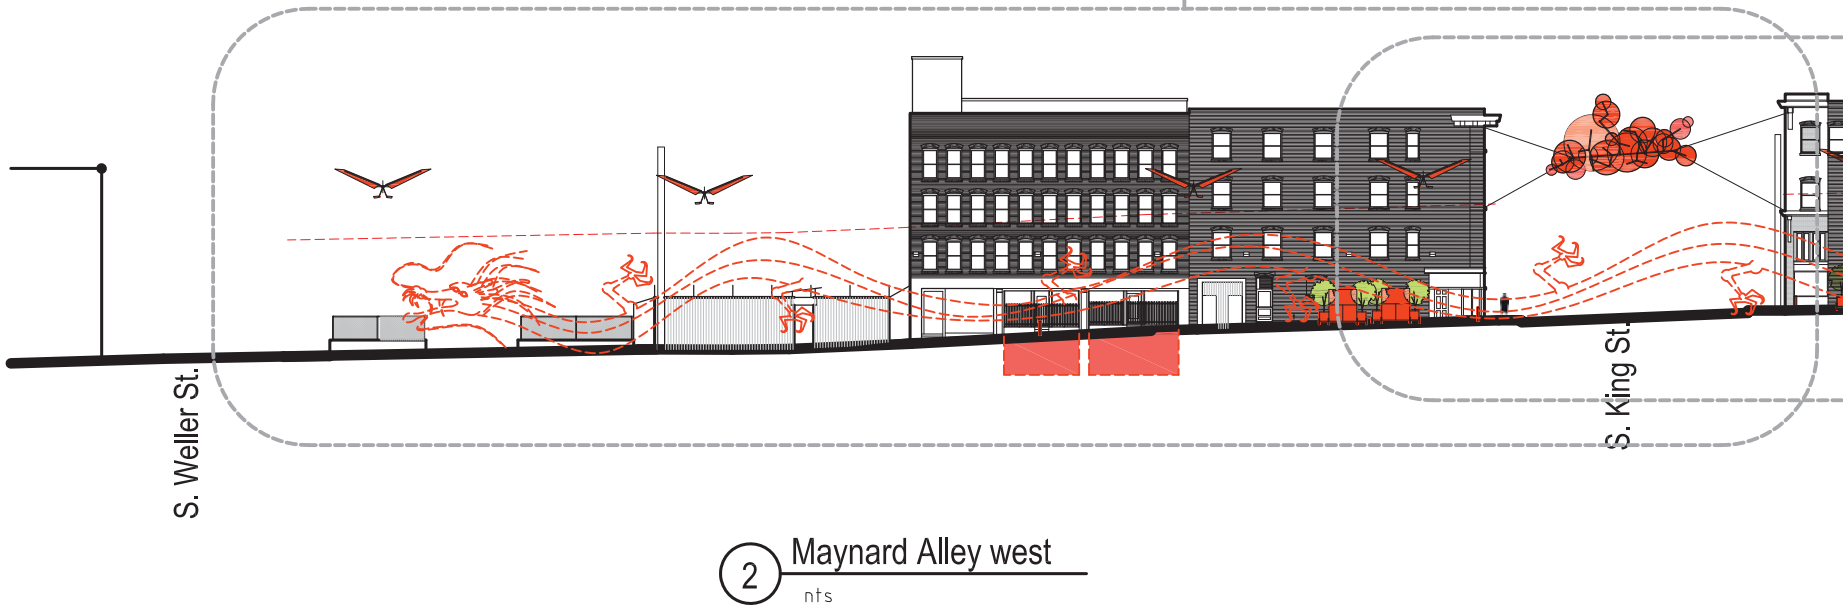 S. Weller St.
S. King St.
2
Maynard Alley west
nts